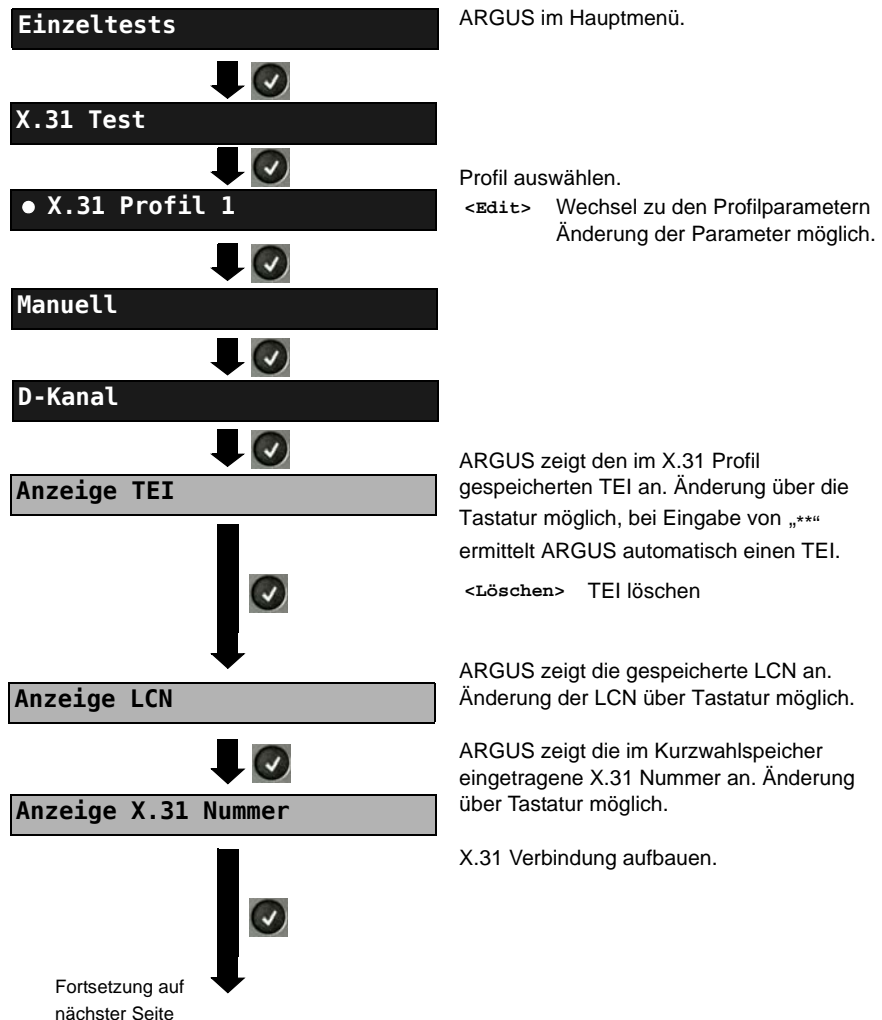 Einzeltests
ARGUS im Hauptmenü.
X.31 Test
Profil auswählen.
● X.31 Profil 1
<Edit> Wechsel zu den Profilparametern
Änderung der Parameter möglich.
Manuell
D-Kanal
Anzeige TEI
ARGUS zeigt den im X.31 Profil
gespeicherten TEI an. Änderung über die
Tastatur möglich, bei Eingabe von „**“
ermittelt ARGUS automatisch einen TEI.
<Löschen> TEI löschen
Anzeige LCN
ARGUS zeigt die gespeicherte LCN an.
Änderung der LCN über Tastatur möglich.
ARGUS zeigt die im Kurzwahlspeicher
eingetragene X.31 Nummer an. Änderung
über Tastatur möglich.
Anzeige X.31 Nummer
X.31 Verbindung aufbauen.
Fortsetzung auf
nächster Seite